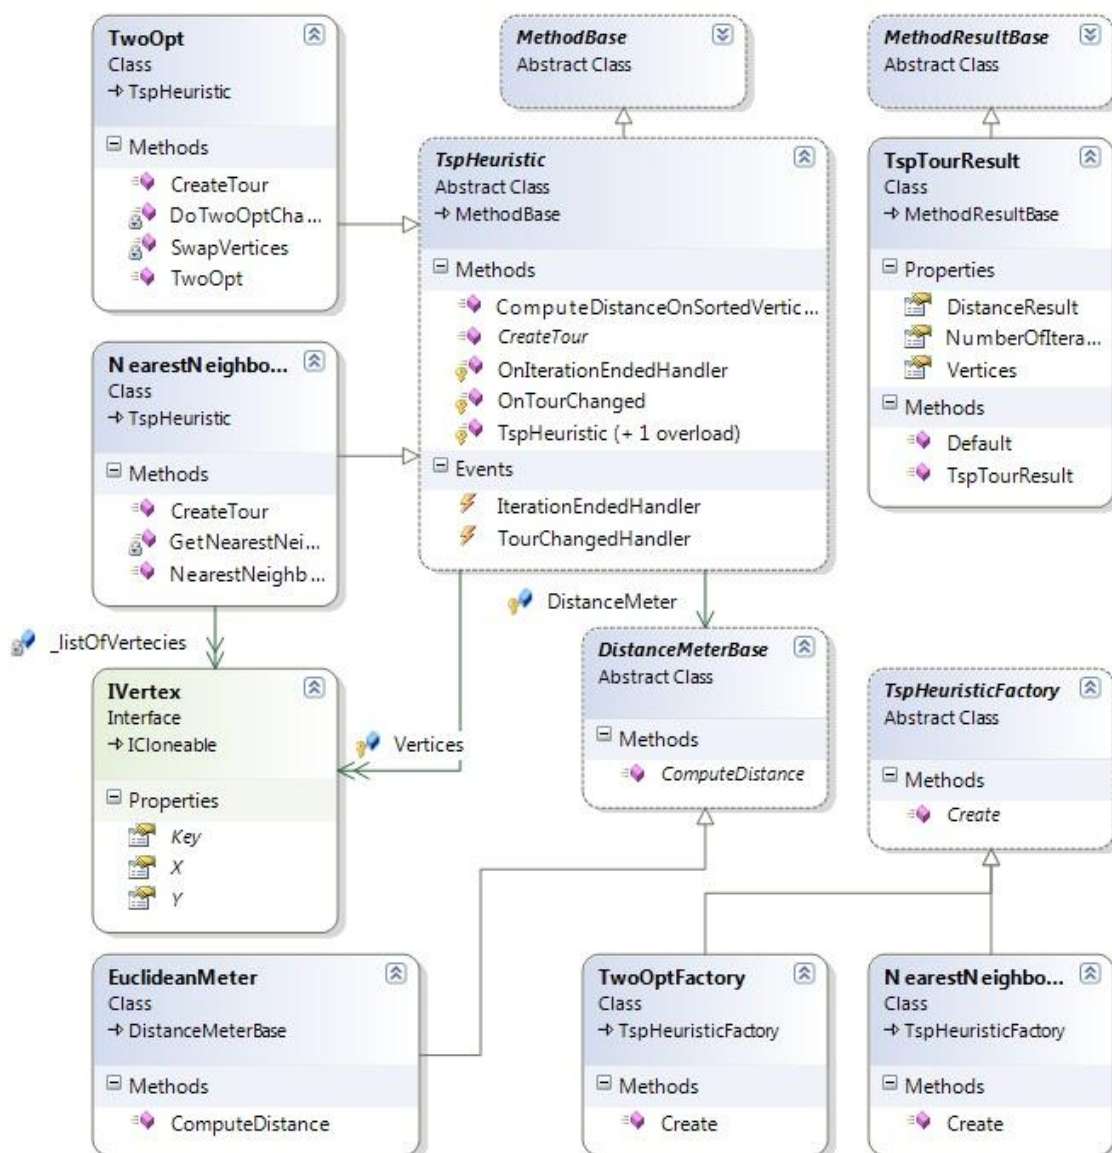 TwoOpt
Class
TspHeuristic
Methods
CreateTour
DoTwoOptCha...
SwapVertices
TwoOpt
MethodBase
Abstract Class
MethodResultBase
Abstract Class
TspHeuristic
Abstract Class
MethodBase
Methods
ComputeDistanceOnSortedVertic...
CreateTour
OnIterationEndedHandler
OnTourChanged
TspHeuristic (+ 1 overload)
Events
IterationEndedHandler
TourChangedHandler
TspTourResult
Class
MethodResultBase
Properties
DistanceResult
NumberOfItera...
Vertices
Methods
Default
TspTourResult
NearestNeighbo...
Class
TspHeuristic
Methods
CreateTour
GetNearestNei...
NearestNeighb...
_listOfVertecies
DistanceMeter
IVertex
Interface
ICloneable
Properties
Key
X
Y
Vertices
DistanceMeterBase
Abstract Class
Methods
ComputeDistance
TspHeuristicFactory
Abstract Class
Methods
Create
EuclideanMeter
Class
DistanceMeterBase
Methods
ComputeDistance
TwoOptFactory
Class
TspHeuristicFactory
Methods
Create
NearestNeighbo...
Class
TspHeuristicFactory
Methods
Create